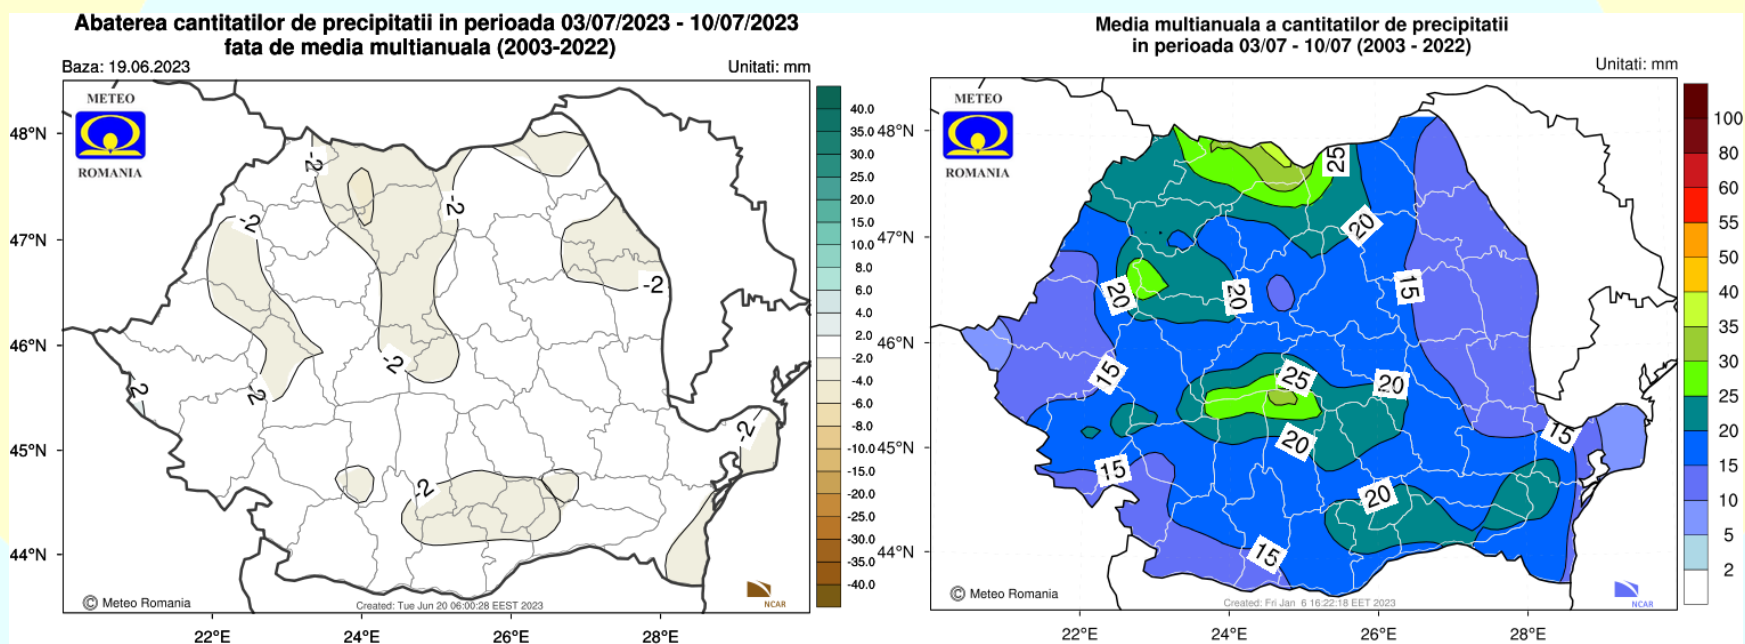 Abaterea cantitatilor de precipitatii in perioada 03/07/2023 - 10/07/2023
fata de media multianuala (2003-2022)
Baza: 19.06.2023
Unitati: mm
METEO
ROMANIA
48°N
47°N
46°N
45°N
44°N
-2
-2
-2
-2
-2
2
2
-2
-2
40.0
35.0
30.0
25.0
20.0
15.0
10.0
8.0
6.0
4.0
2.0
-2.0
-4.0
-6.0
-8.0
-10.0
-15.0
-20.0
-25.0
-30.0
-35.0
-40.0
© Meteo Romania
Created: Tue Jun 20 06:00:28 EEST 2023
NCAR
22°E
24°E
26°E
28°E
Media multianuala a cantitatilor de precipitatii
in perioada 03/07 - 10/07 (2003 - 2022)
Unitati: mm
METEO
ROMANIA
48°N
47°N
46°N
45°N
44°N
25
20
20
20
15
15
25
20
20
15
15
20
15
100
80
60
55
50
40
35
30
25
20
15
10
5
2
© Meteo Romania
Created: Fri Jan 6 16:22:18 EET 2023
NCAR
22°E
24°E
26°E
28°E